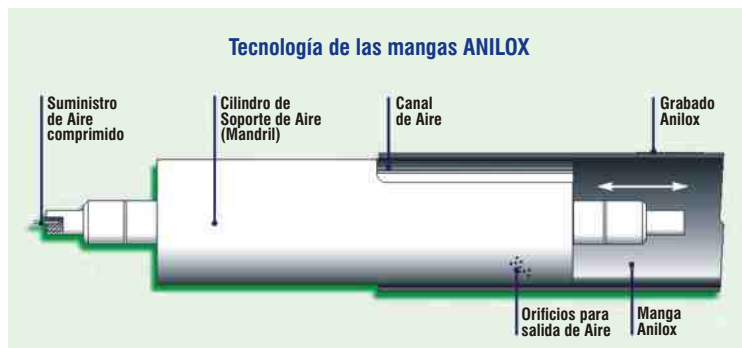 Tecnología de las mangas ANILOX
Suministro
de Aire
comprimido
Cilindro de
Soporte de Aire
(Mandril)
Canal
de Aire
Grabado
Anilox
Orificios para
salida de Aire
Manga
Anilox